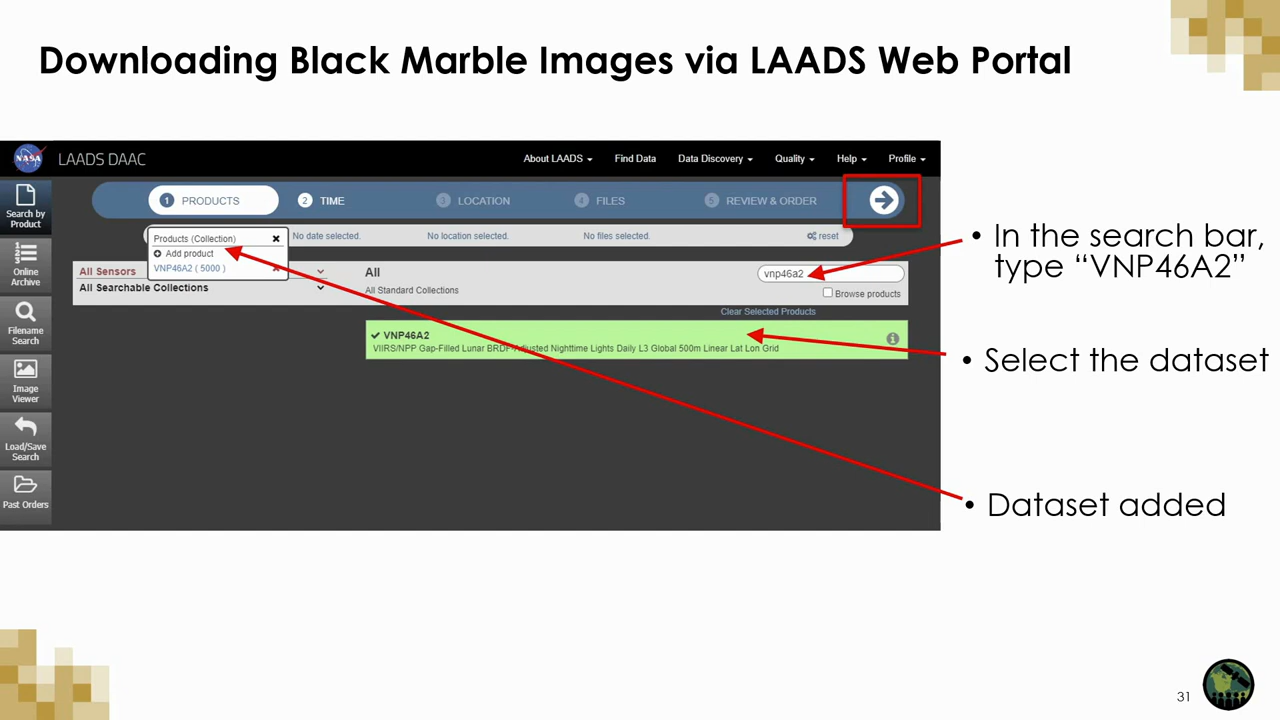 Downloading Black Marble Images via LAADS Web Portal
NASA
LAADS DAAC
About LAADS
Find Data
Data Discovery
Quality
Help
Profile
Search by
Product
Online
Archive
Filename
Search
Image
Viewer
Load/Save
Search
Past Orders
1 PRODUCTS
2 TIME
3 LOCATION
4 FILES
5 REVIEW & ORDER
Products (Collection)
Add product
VNP46A2 ( 5000 )
No date selected.
No location selected.
No files selected.
reset
All Sensors
All Searchable Collections
All
All Standard Collections
vnp46a2
Browse products
Clear Selected Products
VNP46A2
VIIRS/NPP Gap-Filled Lunar BRDF-Adjusted Nighttime Lights Daily L3 Global 500m Linear Lat Lon Grid
• In the search bar,
type “VNP46A2”
• Select the dataset
• Dataset added
31